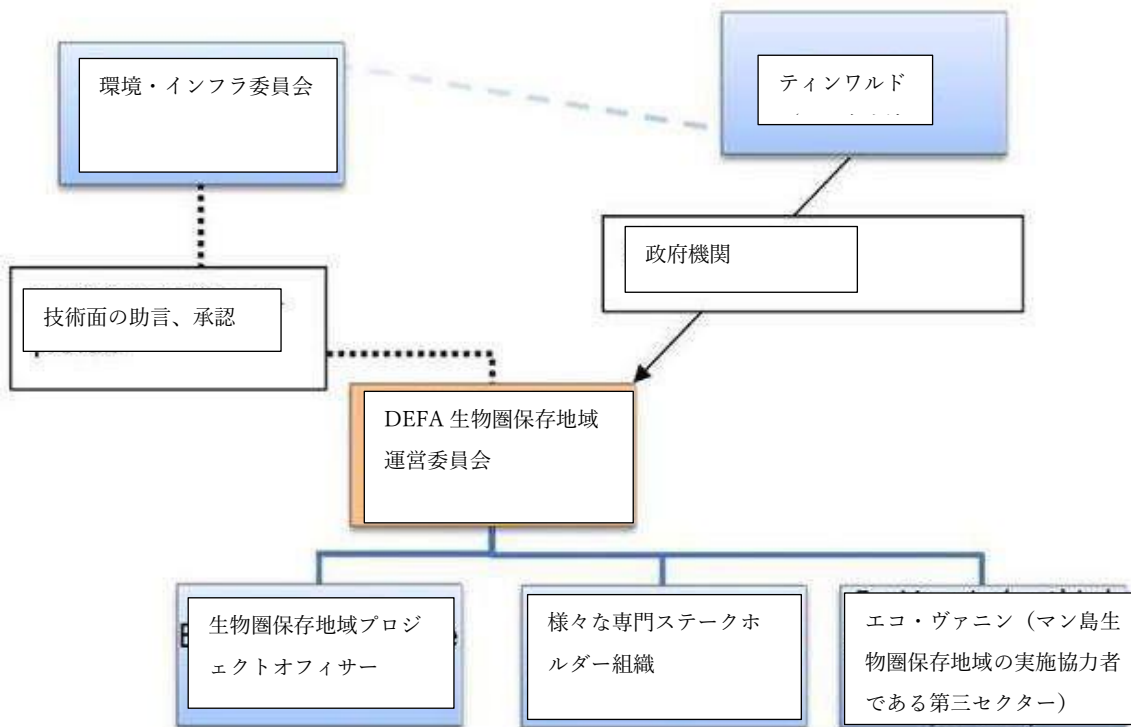 環境・インフラ委員会
ティンワルド
政府機関
技術面の助言、承認
DEFA 生物圏保存地域
運営委員会
生物圏保存地域プロジ
ェクトオフィサー
様々な専門ステークホ
ルダー組織
エコ・ヴァニン（マン島生
物圏保存地域の実施協力者
である第三セクター）